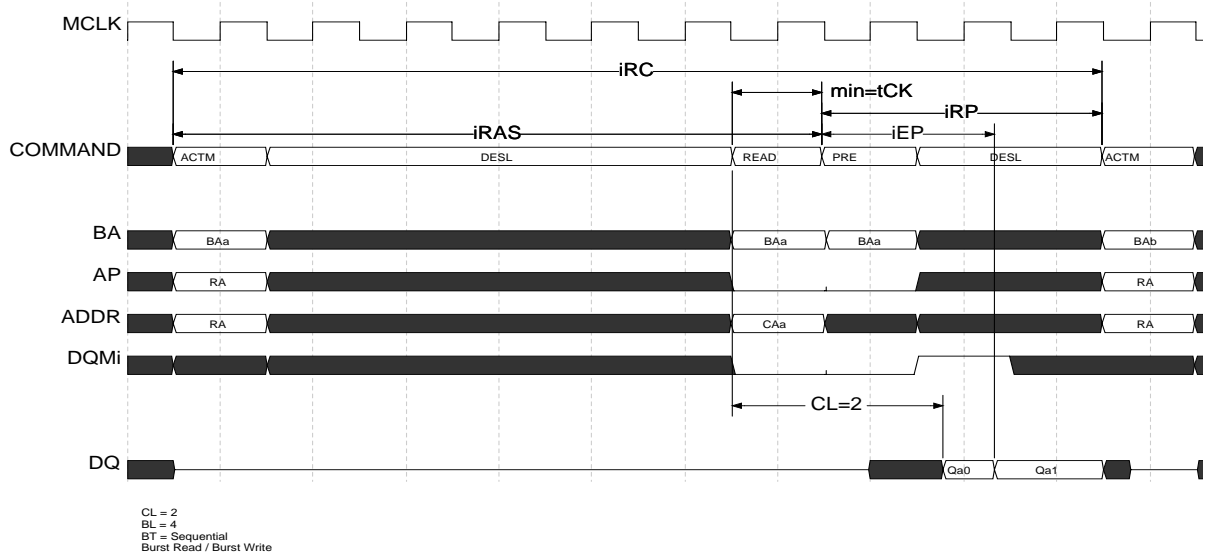 MCLK
iRC
min=tCK
iRP
iRAS
iEP
COMMAND ACTM DESL READ PRE DESL ACTM
BA BAa BAa BAa BAb
AP RA RA
ADDR RA CAa RA
DQMi
CL=2
DQ Qa0 Qa1
CL = 2
BL = 4
BT = Sequential
Burst Read / Burst Write